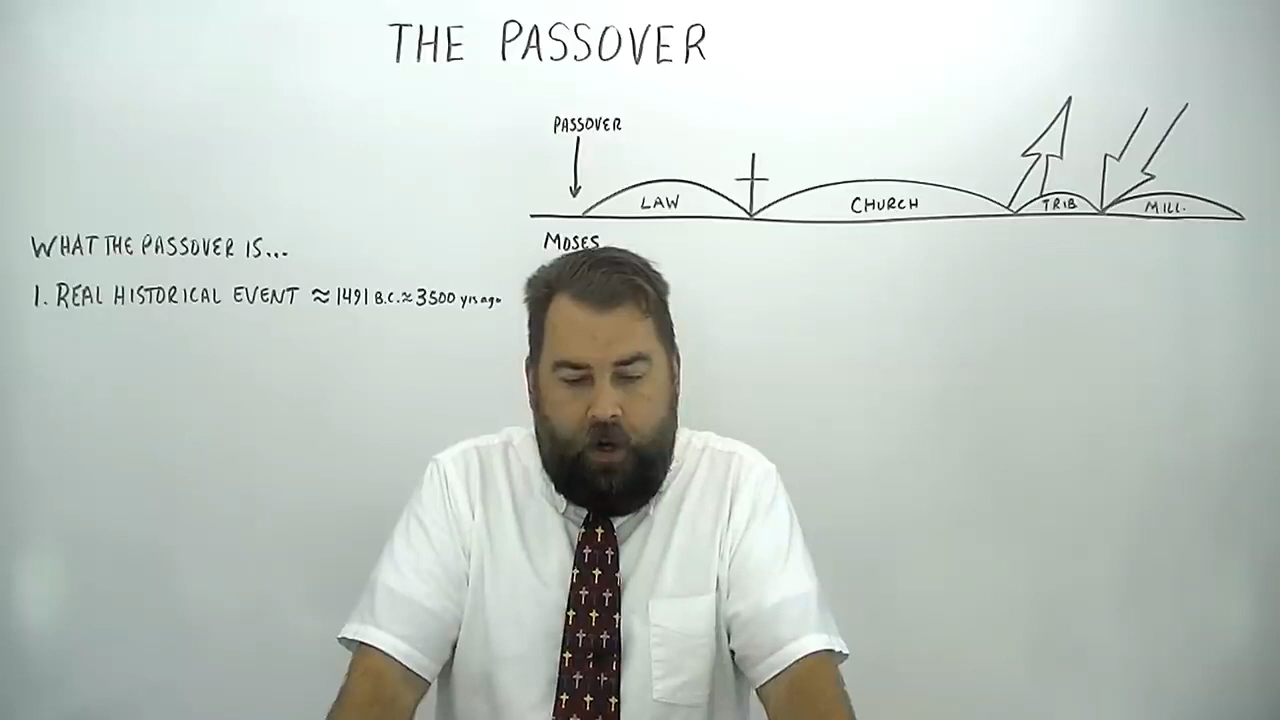 THE PASSOVER
PASSOVER
LAW
CHURCH
TRIB
MILL.
MOSES
WHAT THE PASSOVER IS...
1. REAL HISTORICAL EVENT ≈ 1491 B.C. ≈ 3500 yrs ago